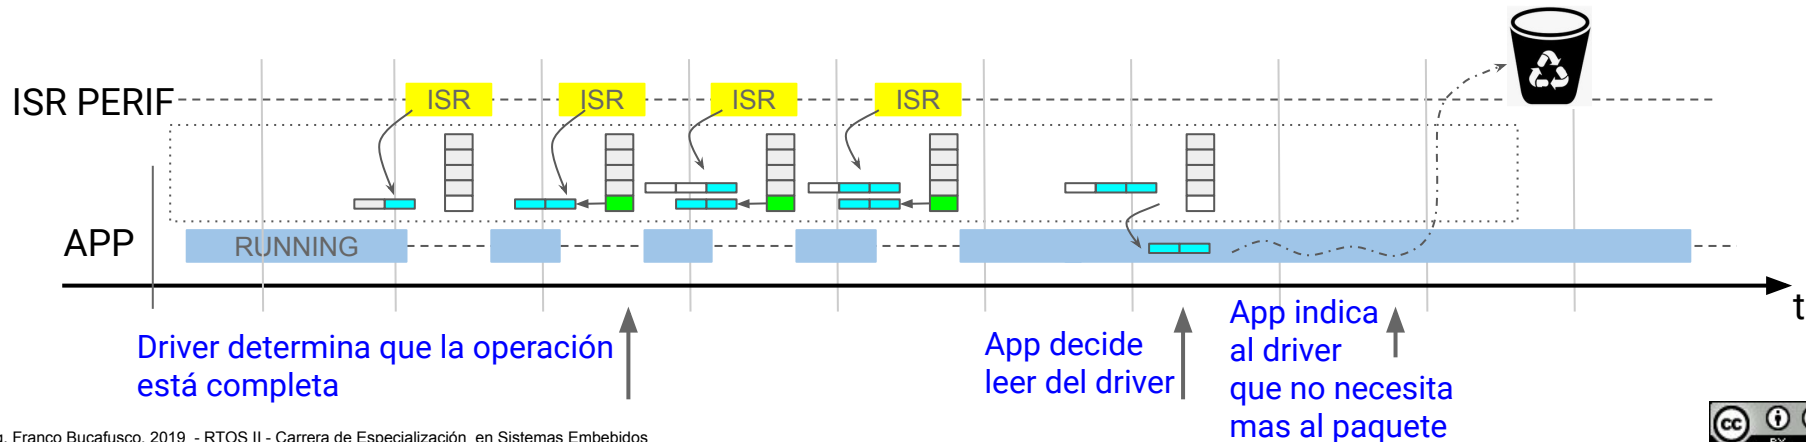 ISR PERIF
ISR
ISR
ISR
ISR
APP
RUNNING
t
Driver determina que la operación
está completa
App decide
leer del driver
App indica
al driver
que no necesita
mas al paquete
g. Franco Bucafusco, 2019 - RTOS II - Carrera de Especialización en Sistemas Embebidos
cc
BY